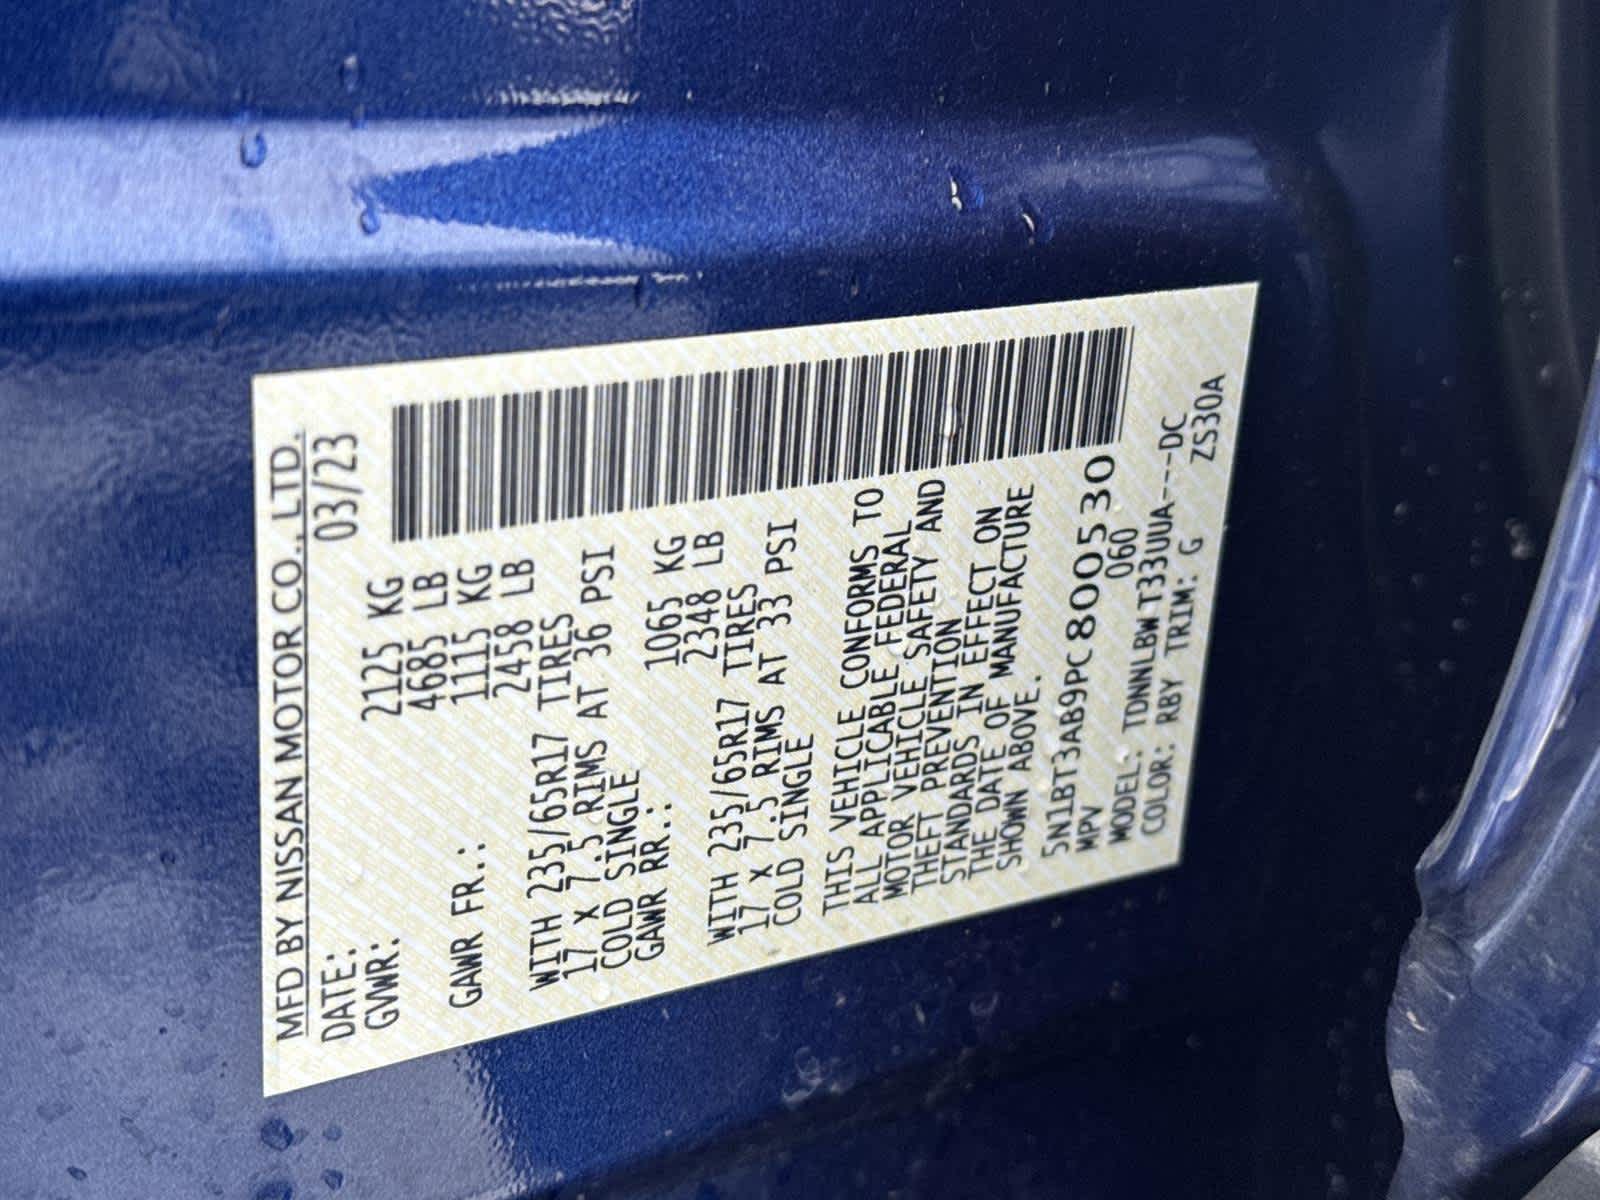 MFD BY NISSAN MOTOR CO., LTD.
DATE: 03/23
GVWR: 2125 KG
4685 LB
GAWR FR.: 1115 KG
2458 LB
WITH 235/65R17 TIRES
17 X 7.5 RIMS AT 36 PSI
COLD SINGLE
GAWR RR.: 1065 KG
2348 LB
WITH 235/65R17 TIRES
17 X 7.5 RIMS AT 33 PSI
COLD SINGLE
THIS VEHICLE CONFORMS TO
ALL APPLICABLE FEDERAL
MOTOR VEHICLE SAFETY AND
THEFT PREVENTION
STANDARDS IN EFFECT ON
THE DATE OF MANUFACTURE
SHOWN ABOVE.
5N1BT3AB9PC800530
MPV 060
MODEL: TDNNLBWT33UUA----DC
COLOR: RBY TRIM: G ZS30A